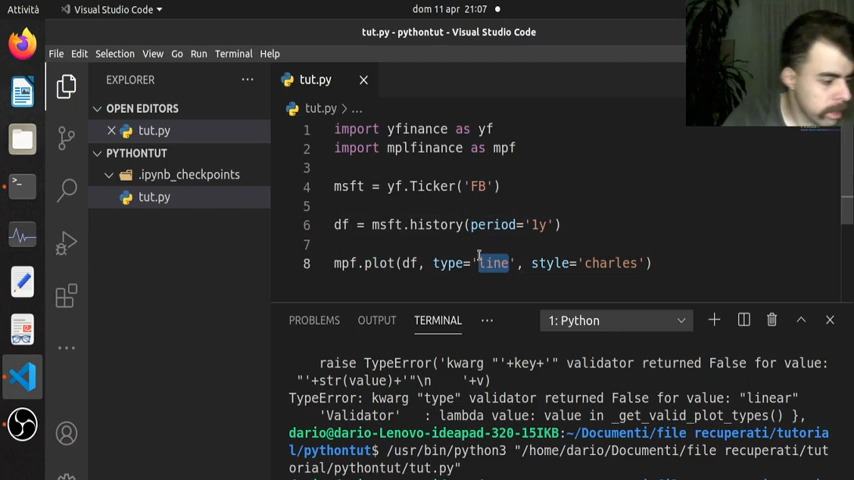 Attività
Visual Studio Code
dom 11 apr 21:07
tut.py - pythontut - Visual Studio Code
File Edit Selection View Go Terminal Help
EXPLORER
tut.py
OPEN EDITORS
tut.py > ...
tut.py
PYTHONTUT
.ipynb_checkpoints
tut.py
1 import yfinance as yf
2 import mplfinance as mpf
3
4 msft = yf.Ticker('FB')
5
6 df = msft.history(period='1y')
7
8 mpf.plot(df, type='line', style='charles')
PROBLEMS OUTPUT TERMINAL 1: Python
raise TypeError('kwarg "'+key+'" validator returned False for value:
"'+str(value)+'"\n '+v)
TypeError: kwarg "type" validator returned False for value: "linear"
'Validator' : lambda value: value in _get_valid_plot_types() },
dario@dario-Lenovo-ideapad-320-15IKB:~/Documenti/file recuperati/tutoria
l/pythontut$ /usr/bin/python3 "/home/dario/Documenti/file recuperati/tut
orial/pythontut/tut.py"